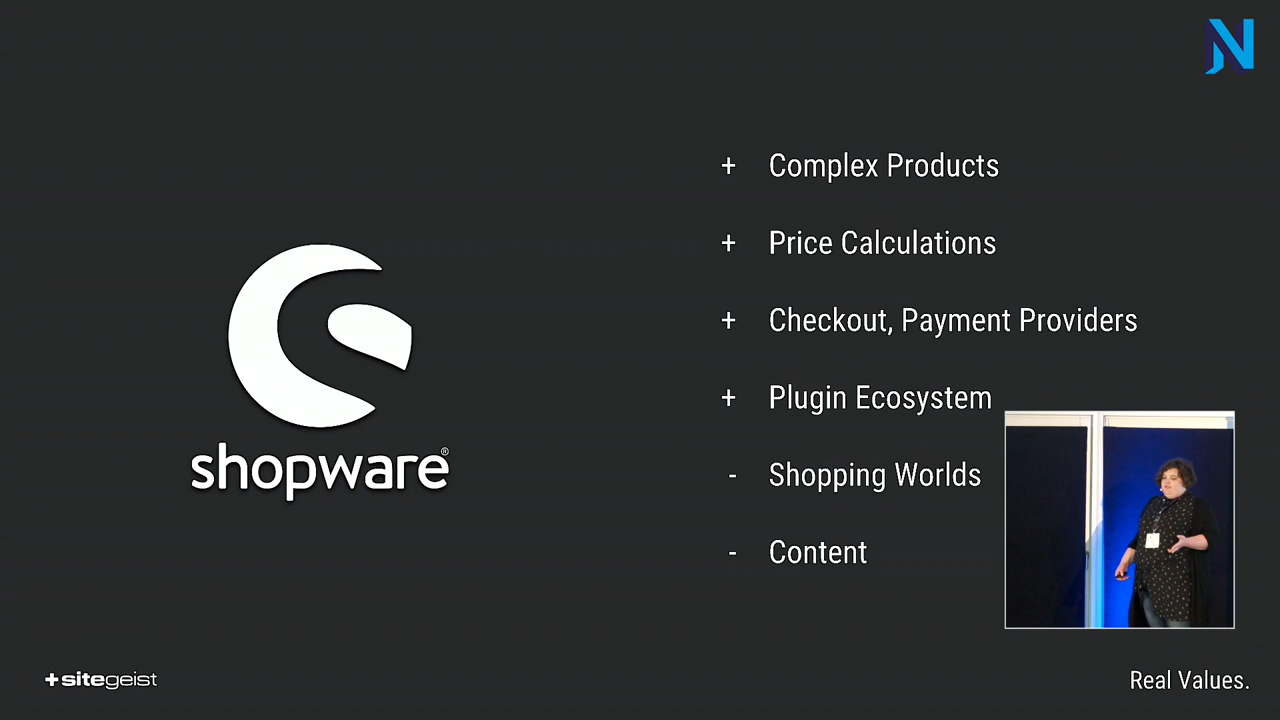 + Complex Products
+ Price Calculations
+ Checkout, Payment Providers
+ Plugin Ecosystem
- Shopping Worlds
- Content
shopware®
+sitegeist
Real Values.